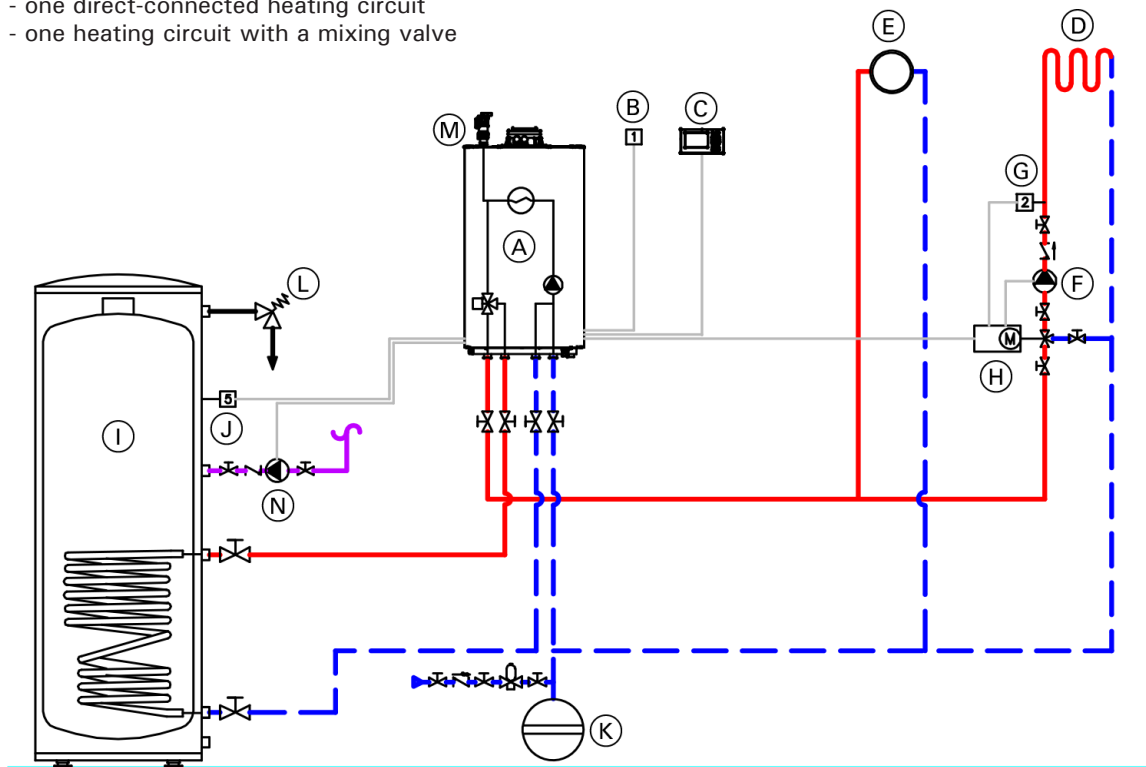 - one direct-connected heating circuit
- one heating circuit with a mixing valve
E
D
B
C
M
1
G
2
A
L
F
M
H
5
J
I
N
K